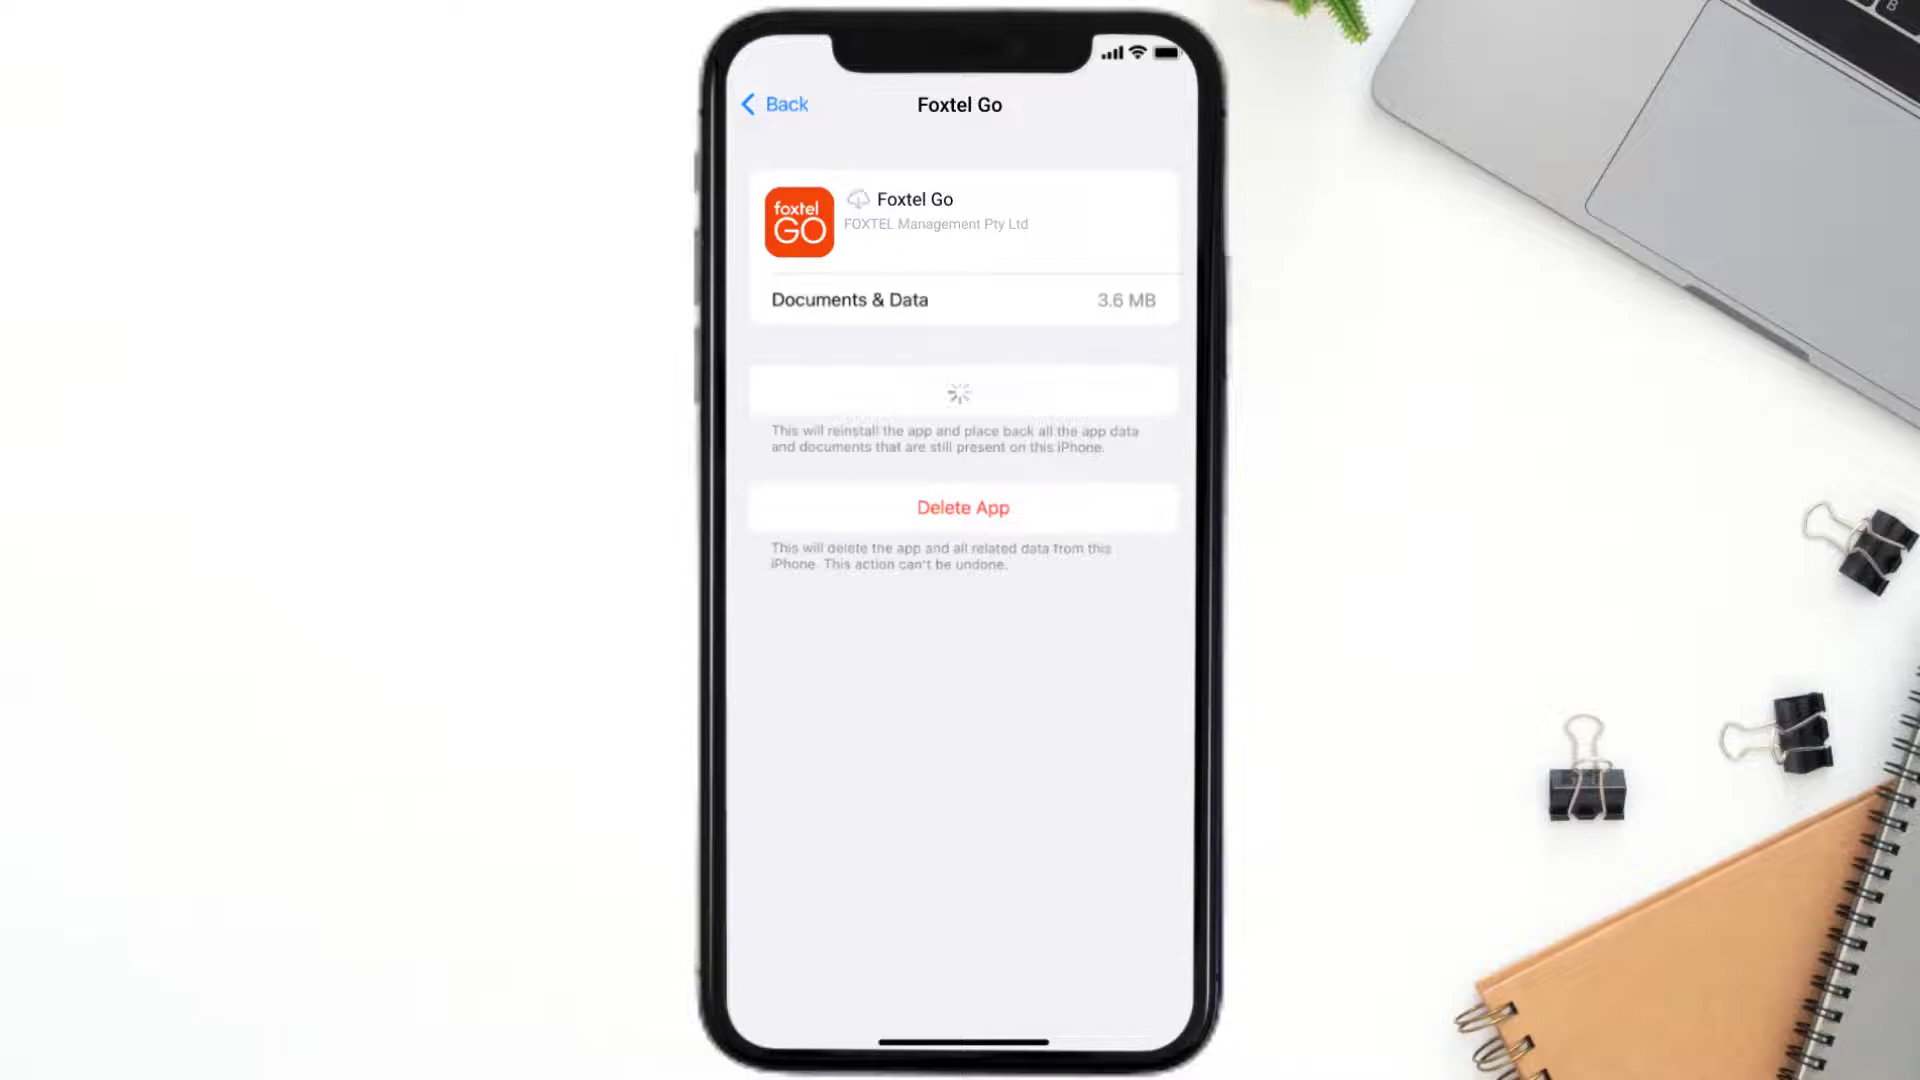 Back
Foxtel Go
foxtel
GO
Foxtel Go
FOXTEL Management Pty Ltd
Documents & Data
3.6 MB
This will reinstall the app and place back all the app data
and documents that are still present on this iPhone.
Delete App
This will delete the app and all related data from this
iPhone. This action can't be undone.
B